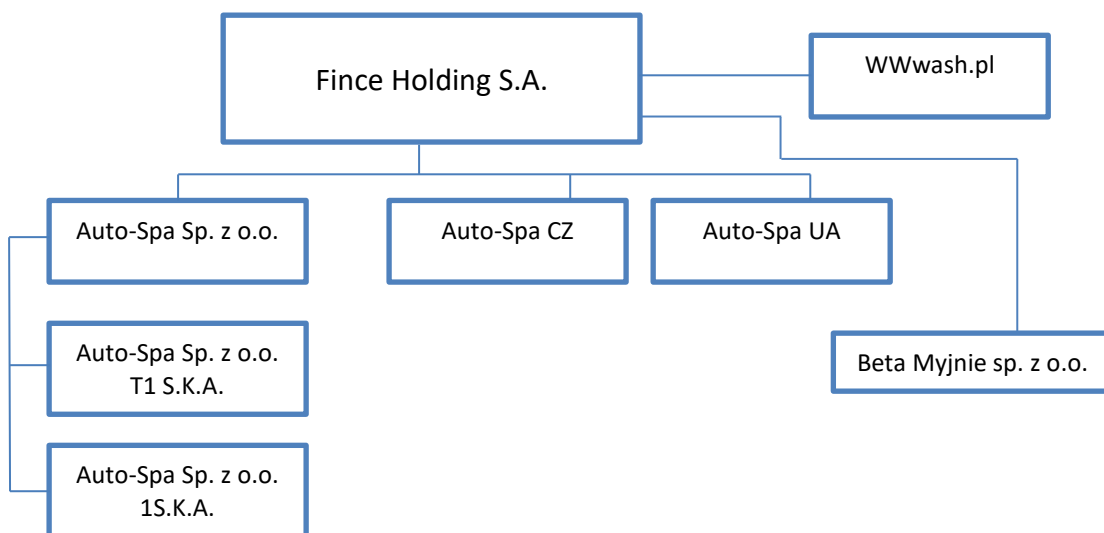 Fince Holding S.A.
WWwash.pl
Auto-Spa Sp. z o.o.
Auto-Spa CZ
Auto-Spa UA
Auto-Spa Sp. z o.o.
T1 S.K.A.
Beta Myjnie sp. z o.o.
Auto-Spa Sp. z o.o.
1S.K.A.